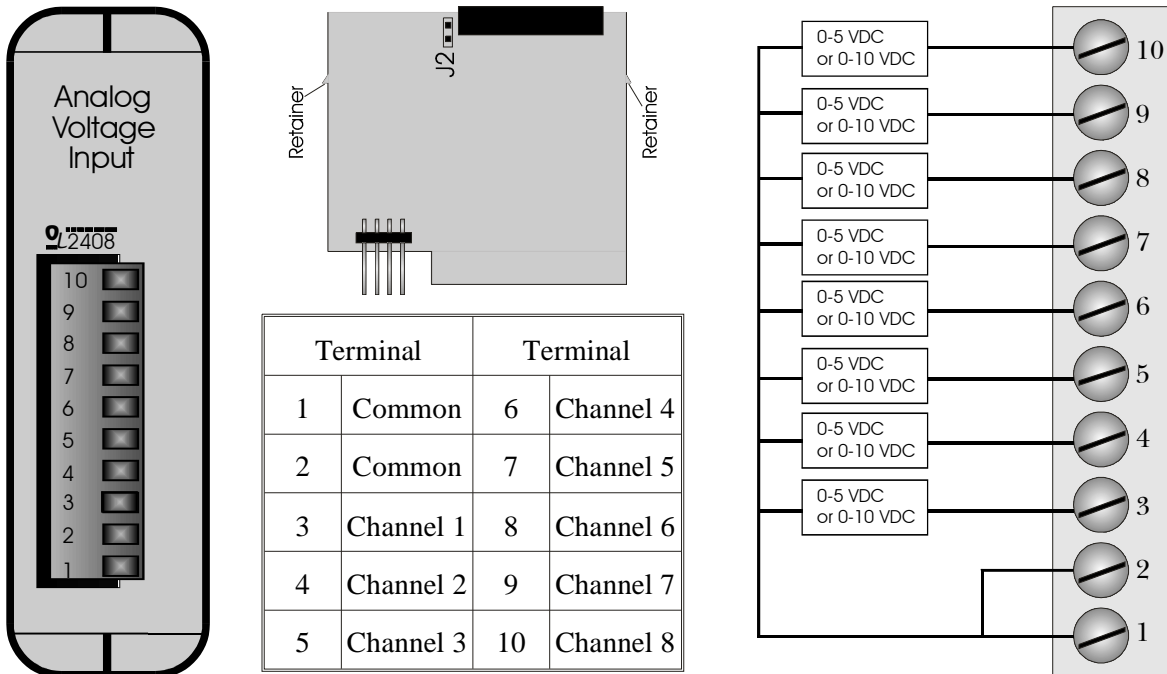 Analog
Voltage
Input
OL2408
10
9
8
7
6
5
4
3
2
1
J2
Retainer
Retainer
Terminal Terminal
1 Common 6 Channel 4
2 Common 7 Channel 5
3 Channel 1 8 Channel 6
4 Channel 2 9 Channel 7
5 Channel 3 10 Channel 8
0-5 VDC
or 0-10 VDC
10
0-5 VDC
or 0-10 VDC
9
0-5 VDC
or 0-10 VDC
8
0-5 VDC
or 0-10 VDC
7
0-5 VDC
or 0-10 VDC
6
0-5 VDC
or 0-10 VDC
5
0-5 VDC
or 0-10 VDC
4
0-5 VDC
or 0-10 VDC
3
2
1